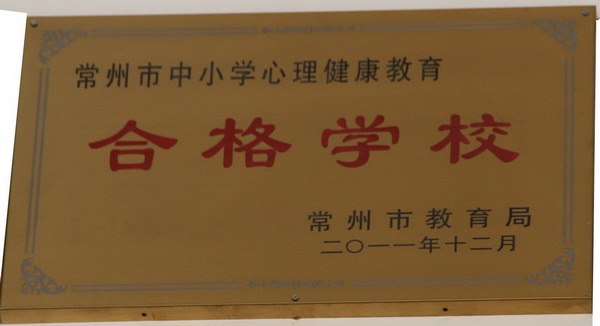 常州市中小学心理健康教育
合格学校
常州市教育局
二〇一一年十二月